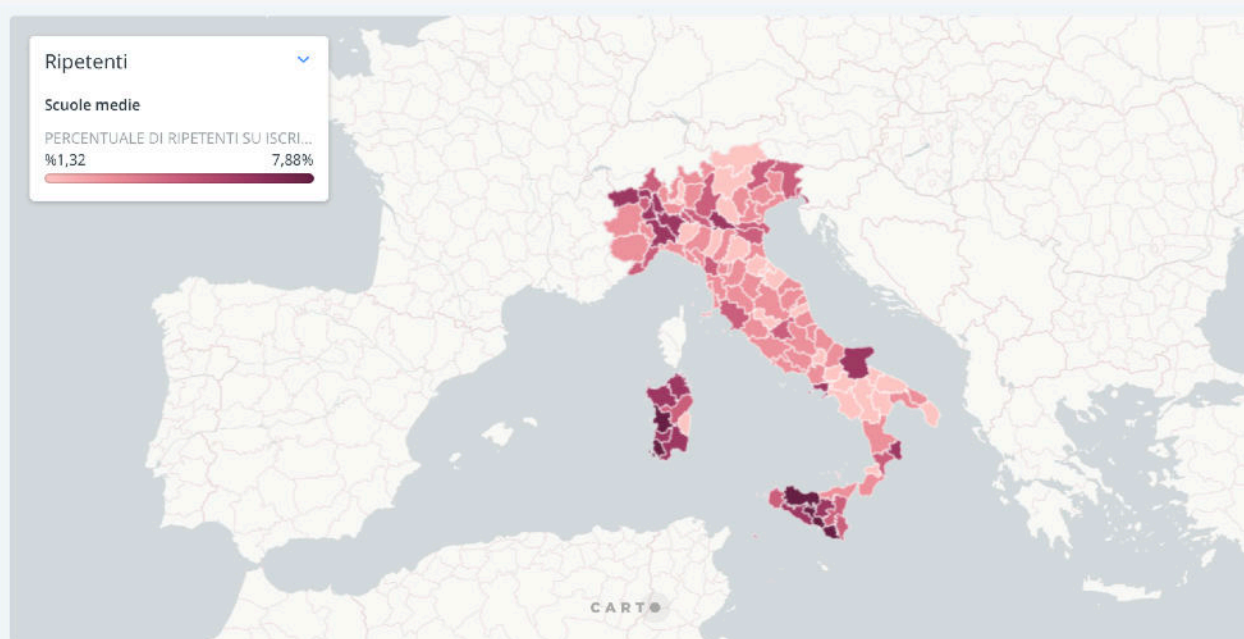 Ripetenti
Scuole medie
PERCENTUALE DI RIPETENTI SU ISCRI...
%1,32 7,88%
CARTO